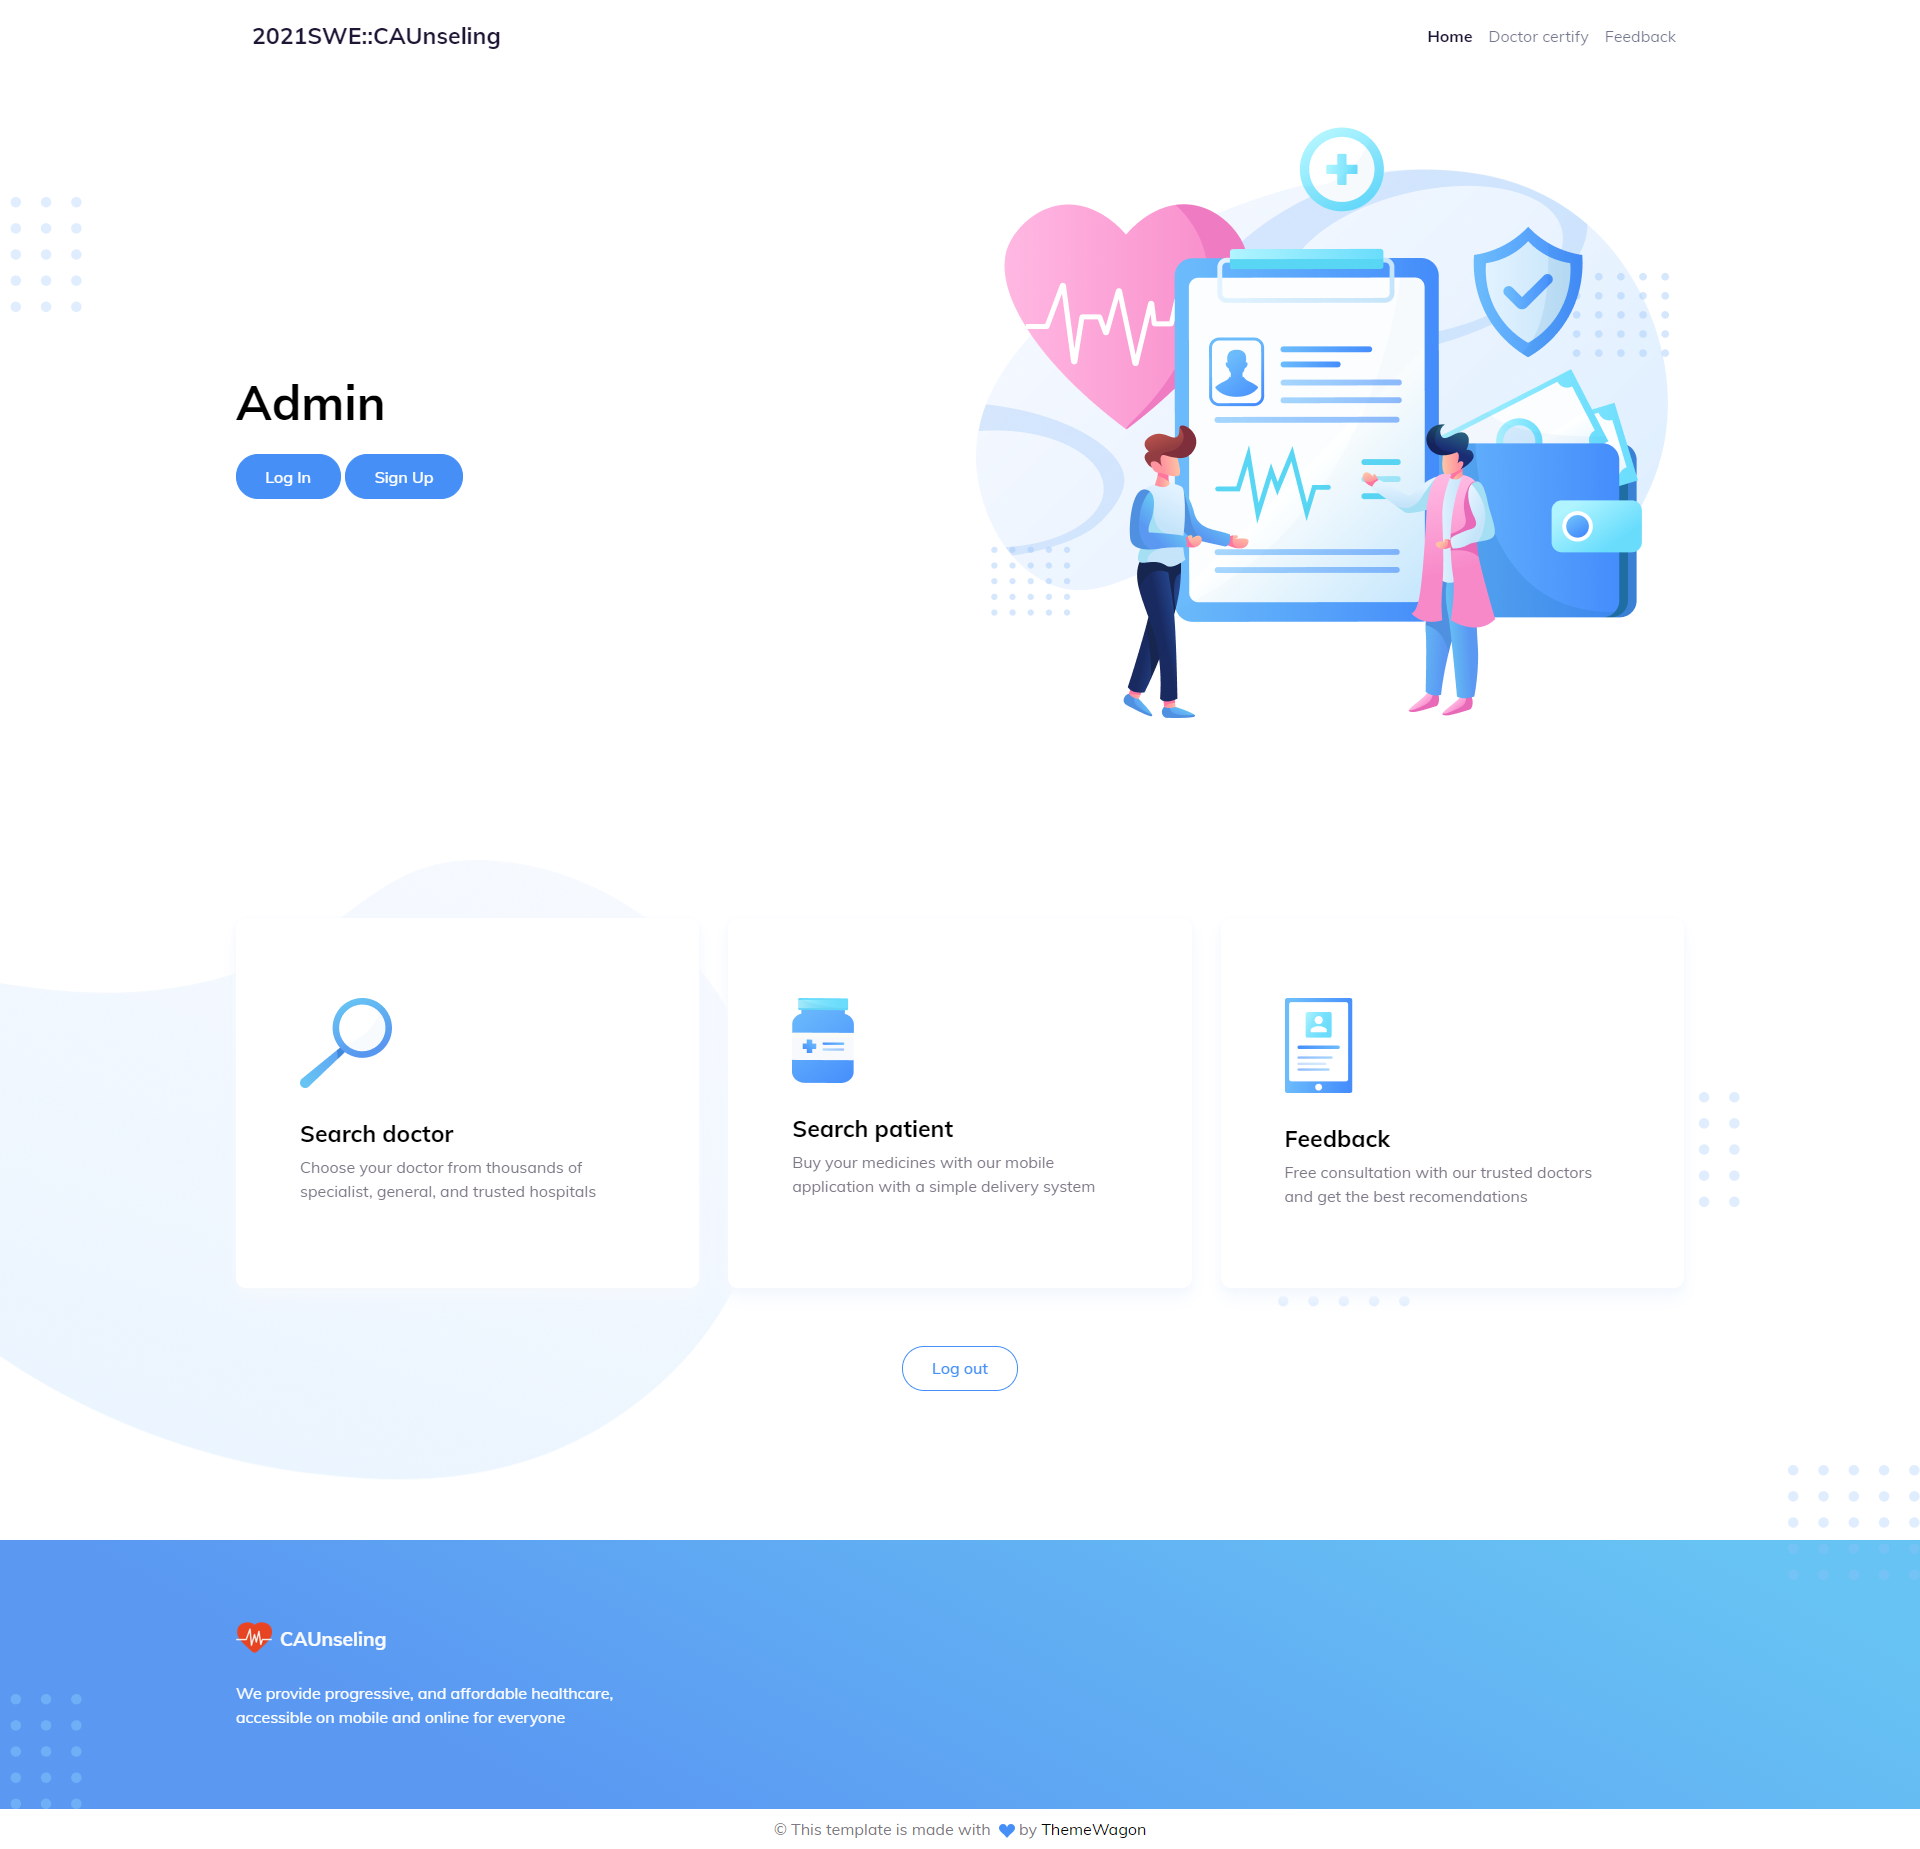 2021SWE::CAUnseling
Home Doctor certify Feedback
Admin
Log In Sign Up
Search doctor
Choose your doctor from thousands of
specialist, general, and trusted hospitals
Search patient
Buy your medicines with our mobile
application with a simple delivery system
Feedback
Free consultation with our trusted doctors
and get the best recomendations
Log out
CAUnseling
We provide progressive, and affordable healthcare,
accessible on mobile and online for everyone
© This template is made with by ThemeWagon